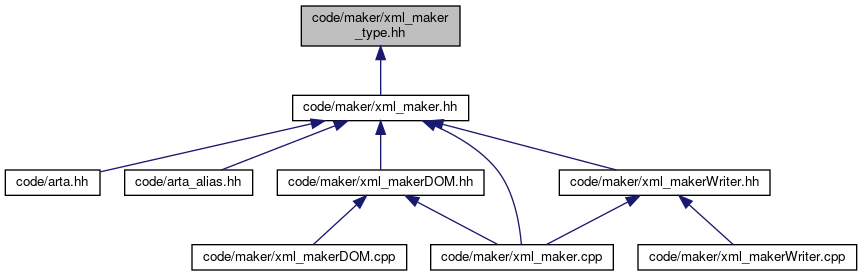 code/maker/xml_maker
_type.hh
code/maker/xml_maker.hh
code/arta.hh
code/arta_alias.hh
code/maker/xml_makerDOM.hh
code/maker/xml_makerWriter.hh
code/maker/xml_makerDOM.cpp
code/maker/xml_maker.cpp
code/maker/xml_makerWriter.cpp